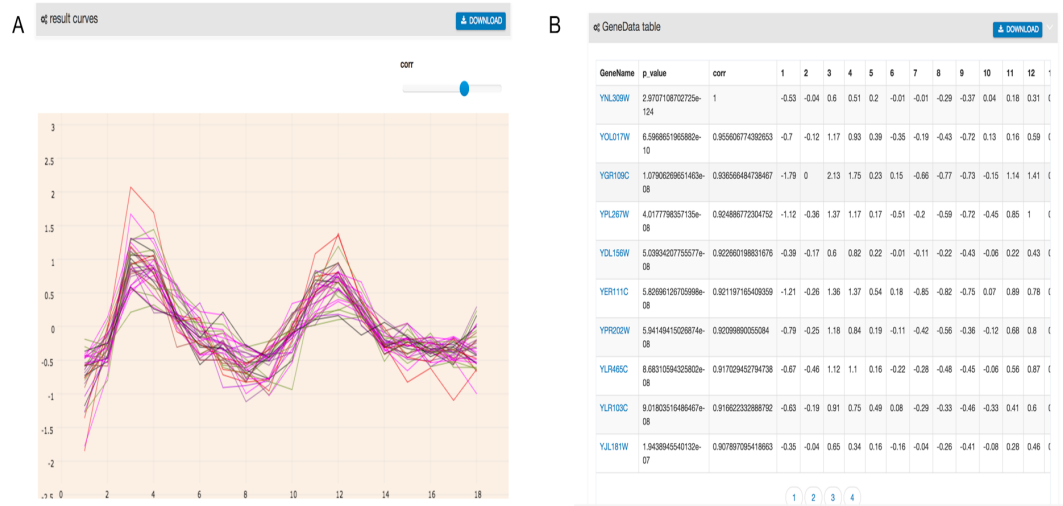 A
result curves
DOWNLOAD
corr
3
2.5
2
1.5
1
0.5
0
-0.5
-1
-1.5
-2
-2.5
0 2 4 6 8 10 12 14 16 18
B
GeneData table
DOWNLOAD
GeneName p_value corr 1 2 3 4 5 6 7 8 9 10 11 12 1
YNL309W 2.9707108702725e- 1 -0.53 -0.04 0.6 0.51 0.2 -0.01 -0.01 -0.29 -0.37 0.04 0.18 0.31
124
YOL017W 6.5968651965882e- 0.955606774392653 -0.7 -0.12 1.17 0.93 0.39 -0.35 -0.19 -0.43 -0.72 0.13 0.16 0.59
10
YGR109C 1.07906269651463e- 0.936566484738467 -1.79 0 2.13 1.75 0.23 0.15 -0.66 -0.77 -0.73 -0.15 1.14 1.41
08
YPL267W 4.0177798357135e- 0.924886772304752 -1.12 -0.36 1.37 1.17 0.17 -0.51 -0.2 -0.59 -0.72 -0.45 0.85 1
08
YDL156W 5.03934207755577e- 0.922660198831676 -0.39 -0.17 0.6 0.82 0.22 -0.01 -0.11 -0.22 -0.43 -0.06 0.22 0.43
08
YER111C 5.82696126705998e- 0.921197165409359 -1.21 -0.26 1.36 1.37 0.54 0.18 -0.85 -0.82 -0.75 0.07 0.89 0.78
08
YPR202W 5.94149415026874e- 0.92099890055084 -0.79 -0.25 1.18 0.84 0.19 -0.11 -0.42 -0.56 -0.36 -0.12 0.68 0.8
08
YLR465C 8.68310594325802e- 0.917029452794738 -0.67 -0.46 1.12 1.1 0.16 -0.22 -0.28 -0.48 -0.45 -0.06 0.56 0.87
08
YLR103C 9.01803516486467e- 0.916622332888792 -0.63 -0.19 0.91 0.75 0.49 0.08 -0.29 -0.33 -0.46 -0.33 0.41 0.6
08
YJL181W 1.9438945540132e- 0.907897095418663 -0.35 -0.04 0.65 0.34 0.16 -0.16 -0.04 -0.26 -0.41 -0.08 0.28 0.46
07
1 2 3 4